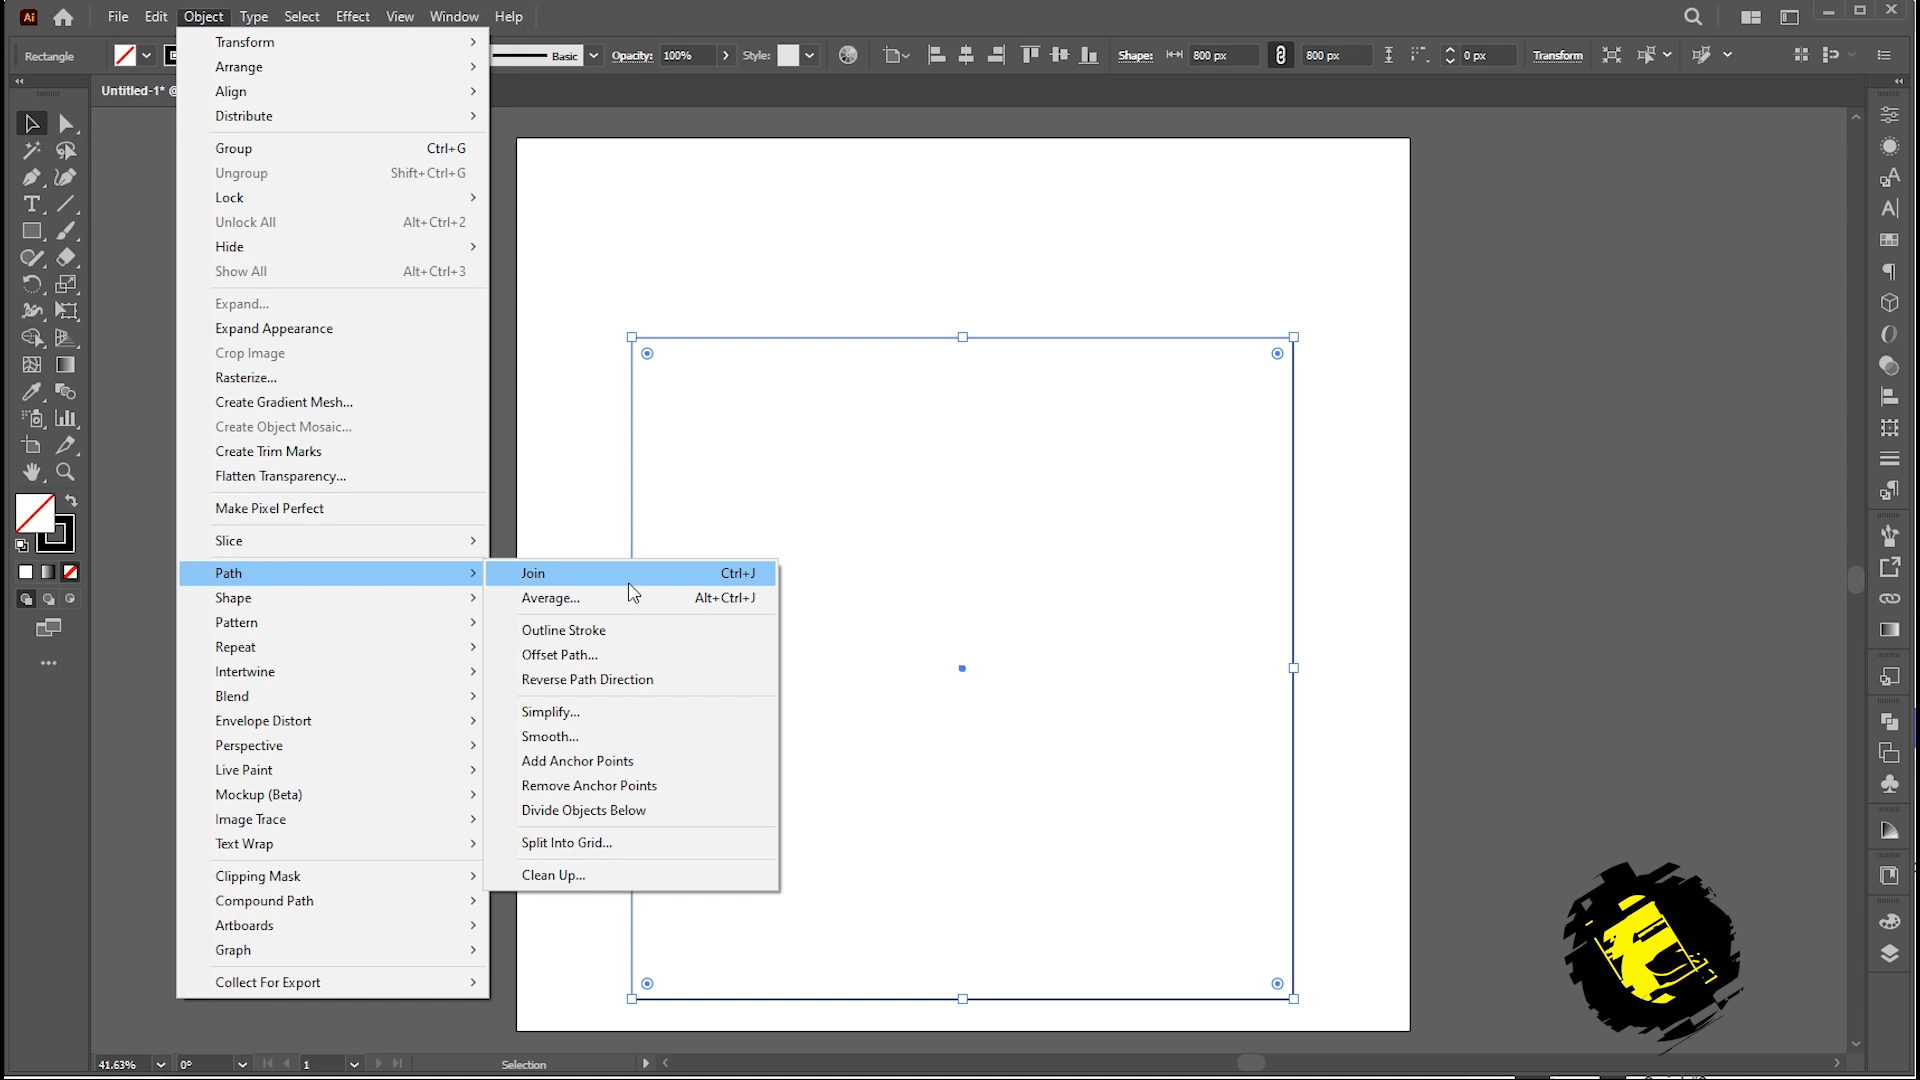 Ai File Edit Object Type Select Effect View Window Help
Rectangle Basic Opacity: 100% Style: Shape: 800 px 800 px 0 px Transform
Untitled-1* @
Transform
Arrange
Align
Distribute
Group Ctrl+G
Ungroup Shift+Ctrl+G
Lock
Unlock All Alt+Ctrl+2
Hide
Show All Alt+Ctrl+3
Expand...
Expand Appearance
Crop Image
Rasterize...
Create Gradient Mesh...
Create Object Mosaic...
Create Trim Marks
Flatten Transparency...
Make Pixel Perfect
Slice
Path
Shape
Pattern
Repeat
Intertwine
Blend
Envelope Distort
Perspective
Live Paint
Mockup (Beta)
Image Trace
Text Wrap
Clipping Mask
Compound Path
Artboards
Graph
Collect For Export
Join Ctrl+J
Average... Alt+Ctrl+J
Outline Stroke
Offset Path...
Reverse Path Direction
Simplify...
Smooth...
Add Anchor Points
Remove Anchor Points
Divide Objects Below
Split Into Grid...
Clean Up...
41.63% 0° 1 Selection